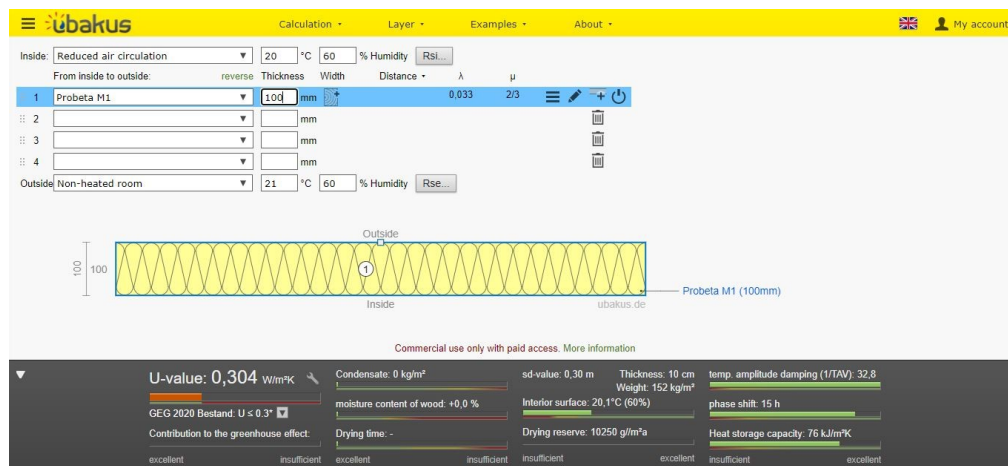 ubakus Calculation Layer Examples About My account
Inside: Reduced air circulation 20 °C 60 % Humidity Rsi...
From inside to outside: reverse Thickness Width Distance λ μ
1 Probeta M1 100 mm 0,033 2/3
2 mm
3 mm
4 mm
Outside Non-heated room 21 °C 60 % Humidity Rse...
Outside
100 100 1
Probeta M1 (100mm)
Inside ubakus.de
Commercial use only with paid access. More information
U-value: 0,304 W/m²K
GEG 2020 Bestand: U ≤ 0.3*
Contribution to the greenhouse effect:
excellent insufficient
Condensate: 0 kg/m²
moisture content of wood: +0,0 %
Drying time: -
excellent insufficient
sd-value: 0,30 m Thickness: 10 cm
Weight: 152 kg/m²
Interior surface: 20,1°C (60%)
Drying reserve: 10250 g//m²a
insufficient excellent
temp. amplitude damping (1/TAW): 32,8
phase shift: 15 h
Heat storage capacity: 76 kJ/m²K
insufficient excellent